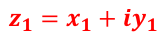 z₁ = x₁ + iy₁